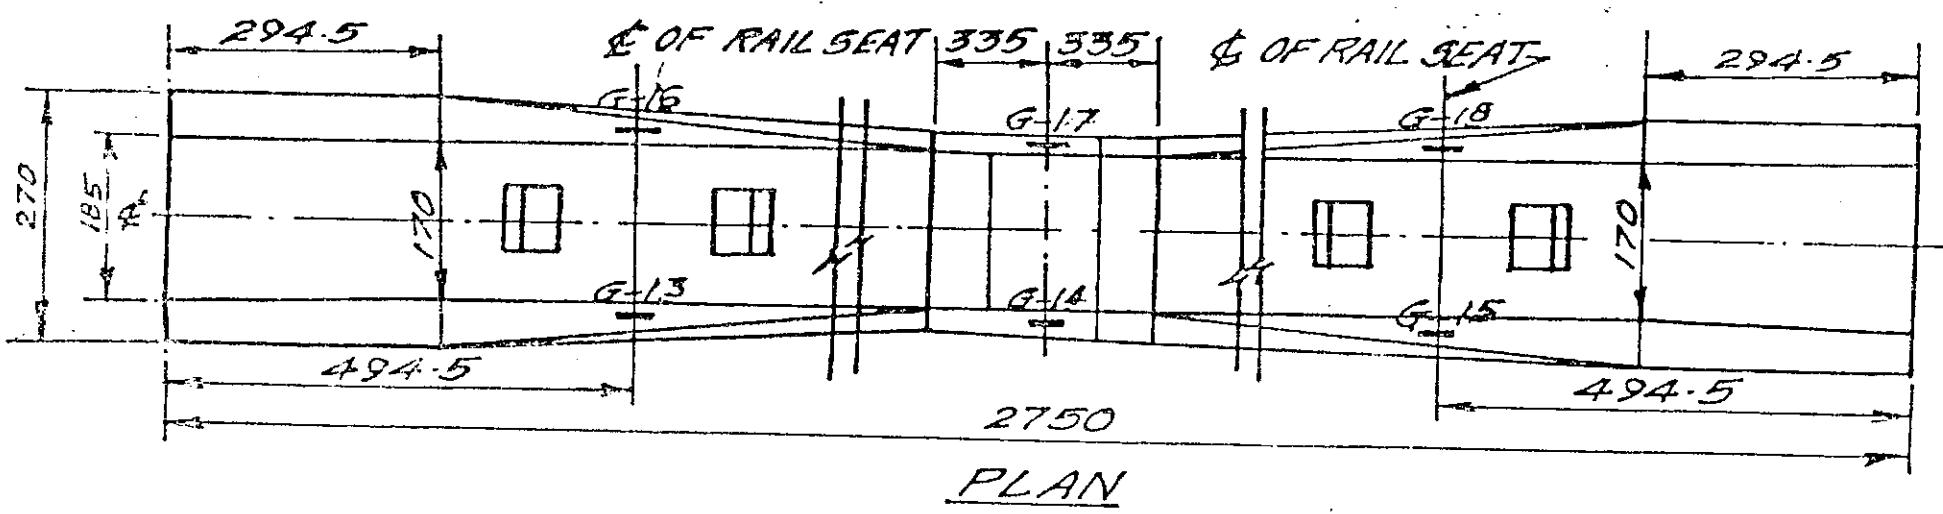 294.5
℄ OF RAIL SEAT
335
335
℄ OF RAIL SEAT
294.5
G-16
G-17
G-18
270
185
170
170
G-13
G-14
G-15
494.5
494.5
2750
PLAN